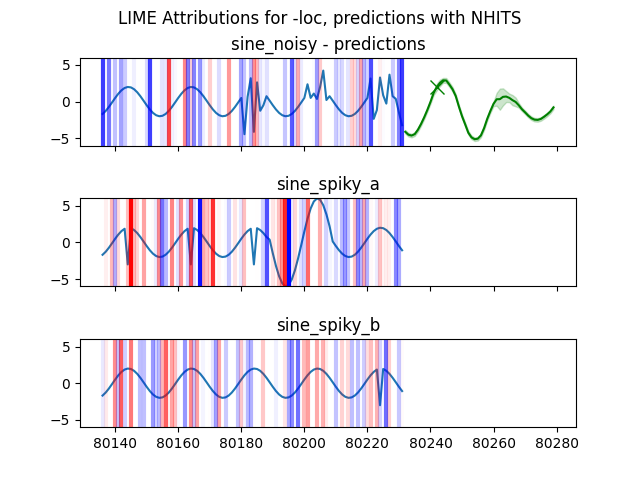 LIME Attributions for -loc, predictions with NHITS
sine_noisy - predictions
5
0
−5
sine_spiky_a
5
0
−5
sine_spiky_b
5
0
−5
80140 80160 80180 80200 80220 80240 80260 80280